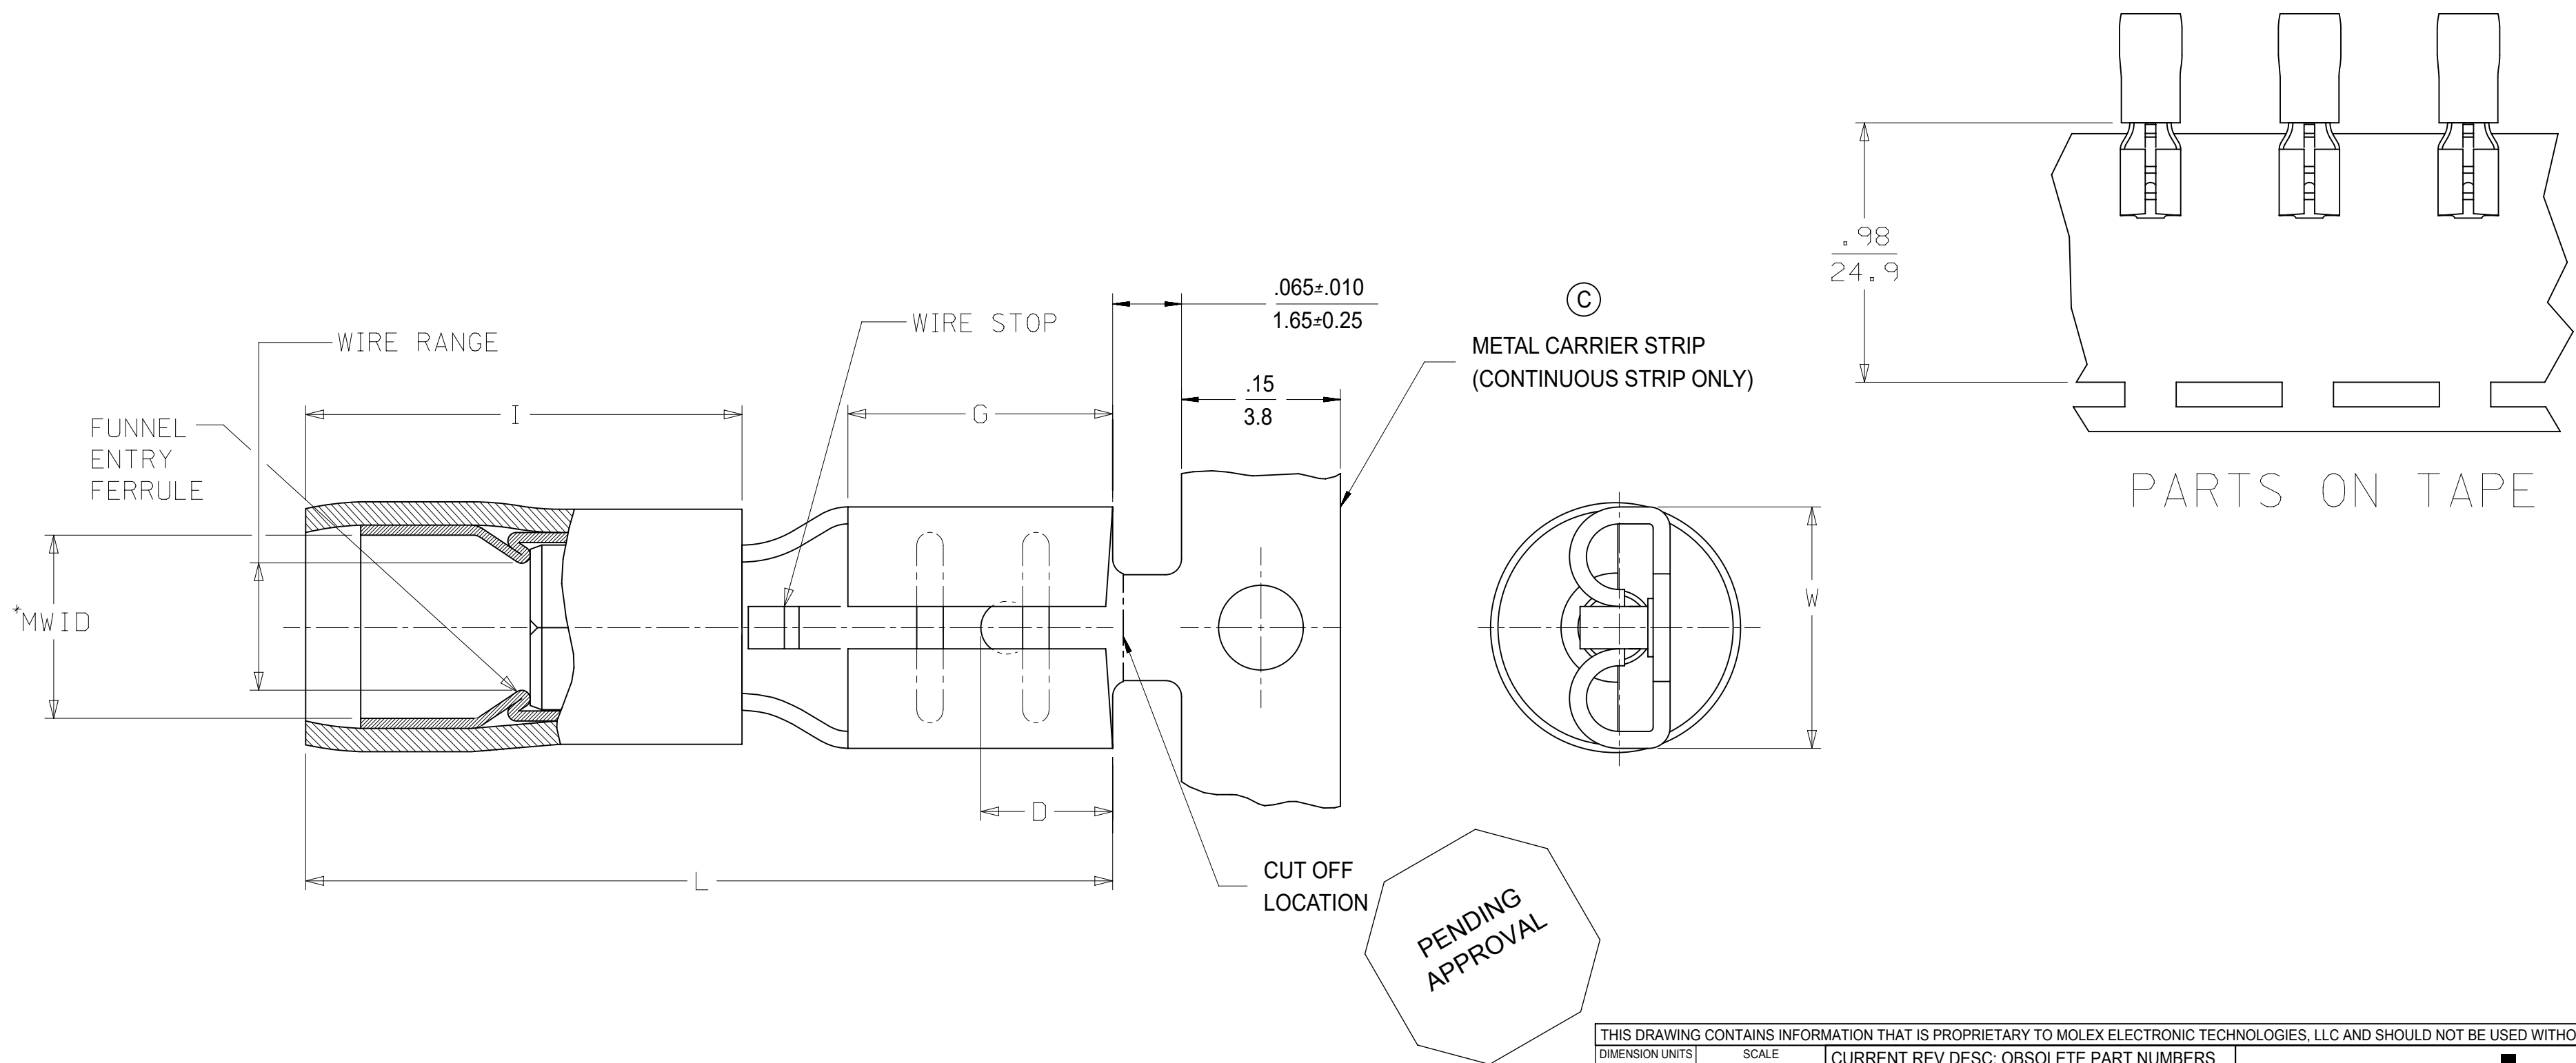 .98
24.9
PARTS ON TAPE
.065±.010
1.65±0.25
C
METAL CARRIER STRIP
(CONTINUOUS STRIP ONLY)
.15
3.8
WIRE STOP
WIRE RANGE
FUNNEL
ENTRY
FERRULE
I
G
*MWID
W
D
L
CUT OFF
LOCATION
PENDING
APPROVAL
THIS DRAWING CONTAINS INFORMATION THAT IS PROPRIETARY TO MOLEX ELECTRONIC TECHNOLOGIES, LLC AND SHOULD NOT BE USED WITHO
DIMENSION UNITS
SCALE
CURRENT REV DESC: OBSOLETE PART NUMBERS